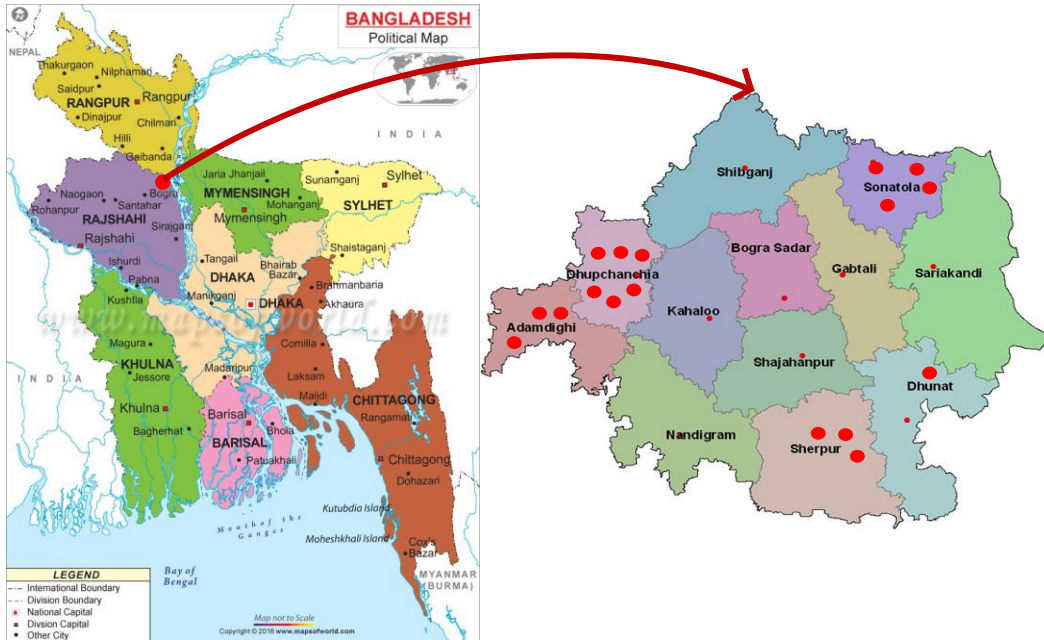 BANGLADESH
Political Map
N
NEPAL
Thakurgaon
Nilphamari
Saidpur
Rangpur
RANGPUR
Dinajpur
Chilmari
Hilli
Gaibanda
INDIA
Jaria Jhanjail
Sunamganj
Sylhet
Naogaon
Bogra
MYMENSINGH
Rohanpur
Santahar
Mohanganj
SYLHET
RAJSHAHI
Mymensingh
Sirajganj
Rajshahi
Shaistaganj
Ishurdi
Tangail
Bhairab
Bazar
Pabna
DHAKA
Brahmanbaria
Kushtia
Manikganj
DHAKA
Akhaura
www.mapsofworld.com
Magura
Comilla
KHULNA
Madaripur
INDIA
Jessore
Laksam
Maijdi
CHITTAGONG
Khulna
Barisal
Rangamati
Bhola
Bagherhat
BARISAL
Patuakhali
Chittagong
Dohazari
Kutubdia Island
Mouth of the
Ganges
Moheshkhali Island
Cox's
Bazar
Bay of
Bengal
MYANMAR
(BURMA)
LEGEND
International Boundary
Division Boundary
National Capital
Division Capital
Other City
Map not to Scale
Copyright © 2016 www.mapsofworld.com
Shibganj
Sonatola
Bogra Sadar
Dhupchanchia
Gabtali
Sariakandi
Kahaloo
Adamdighi
Shajahanpur
Dhunat
Nandigram
Sherpur